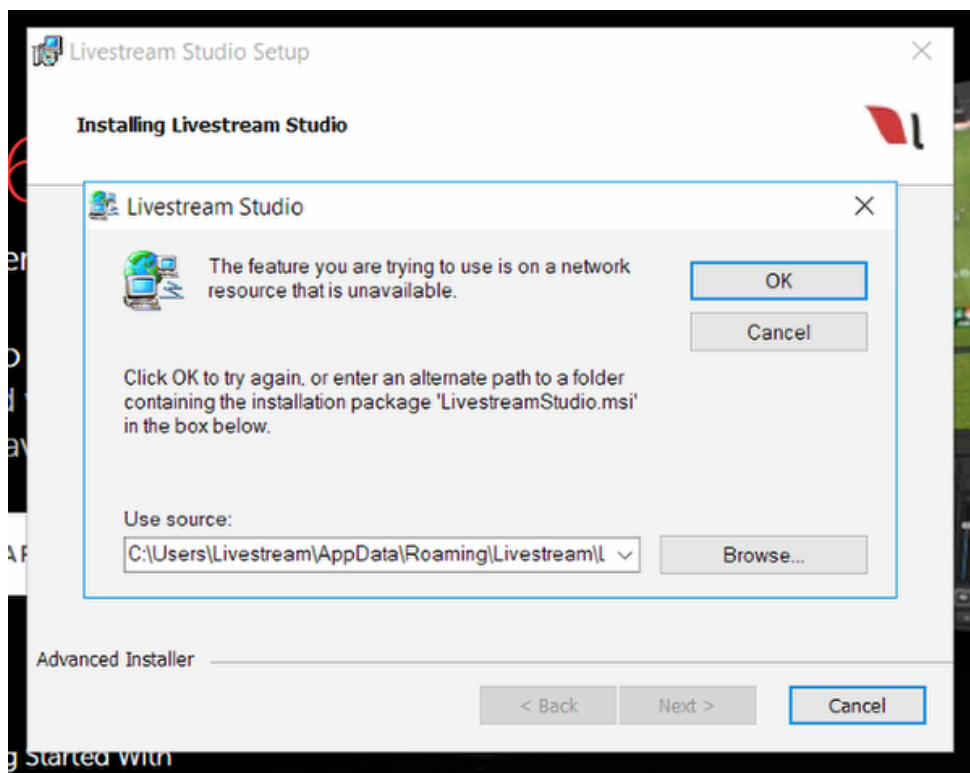 Livestream Studio Setup
Installing Livestream Studio
Livestream Studio
The feature you are trying to use is on a network
resource that is unavailable.
OK
Cancel
Click OK to try again, or enter an alternate path to a folder
containing the installation package 'LivestreamStudio.msi'
in the box below.
Use source:
C:\Users\Livestream\AppData\Roaming\Livestream\L
Browse...
Advanced Installer
< Back
Next >
Cancel
g Started With